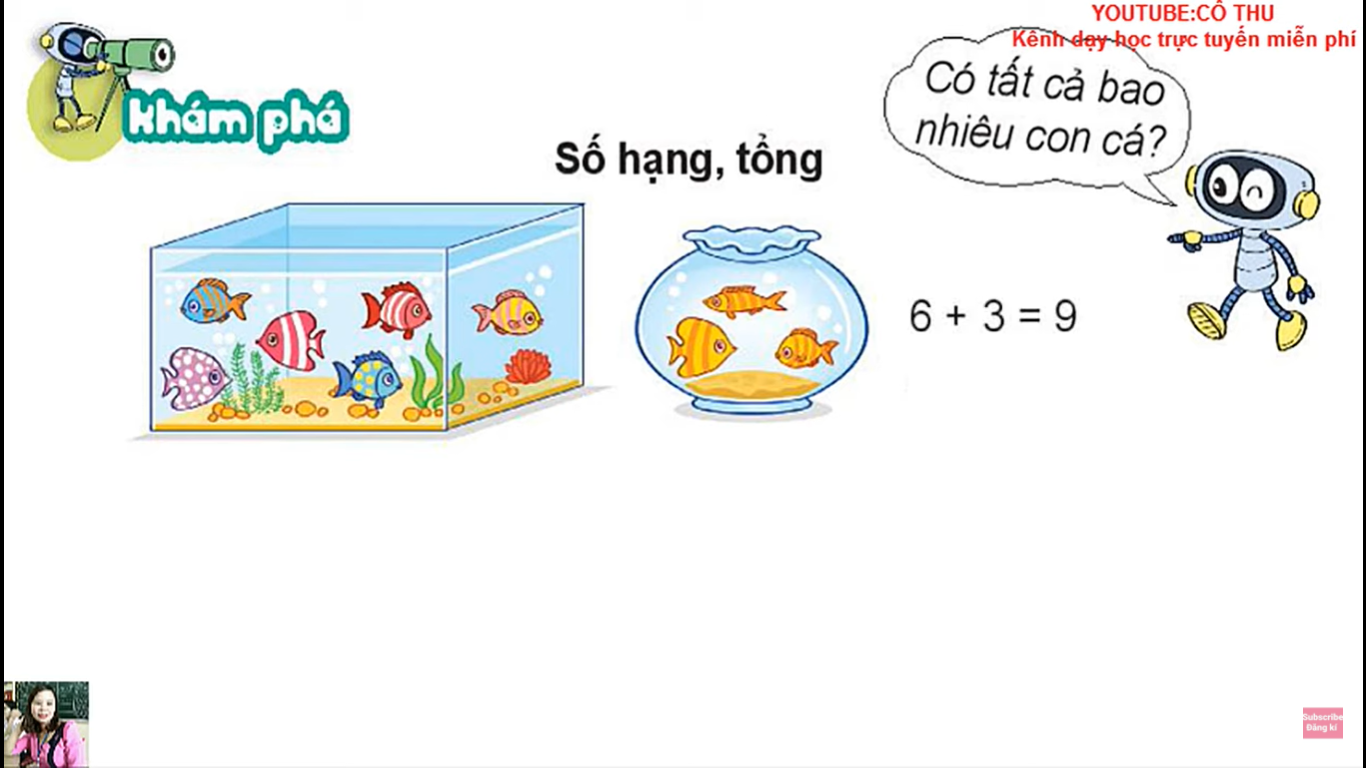 YOUTUBE:CÔ THU
Kênh dạy học trực tuyến miễn phí
khám phá
Có tất cả bao
nhiêu con cá?
Số hạng, tổng
6 + 3 = 9
Subscribe
Đăng kí